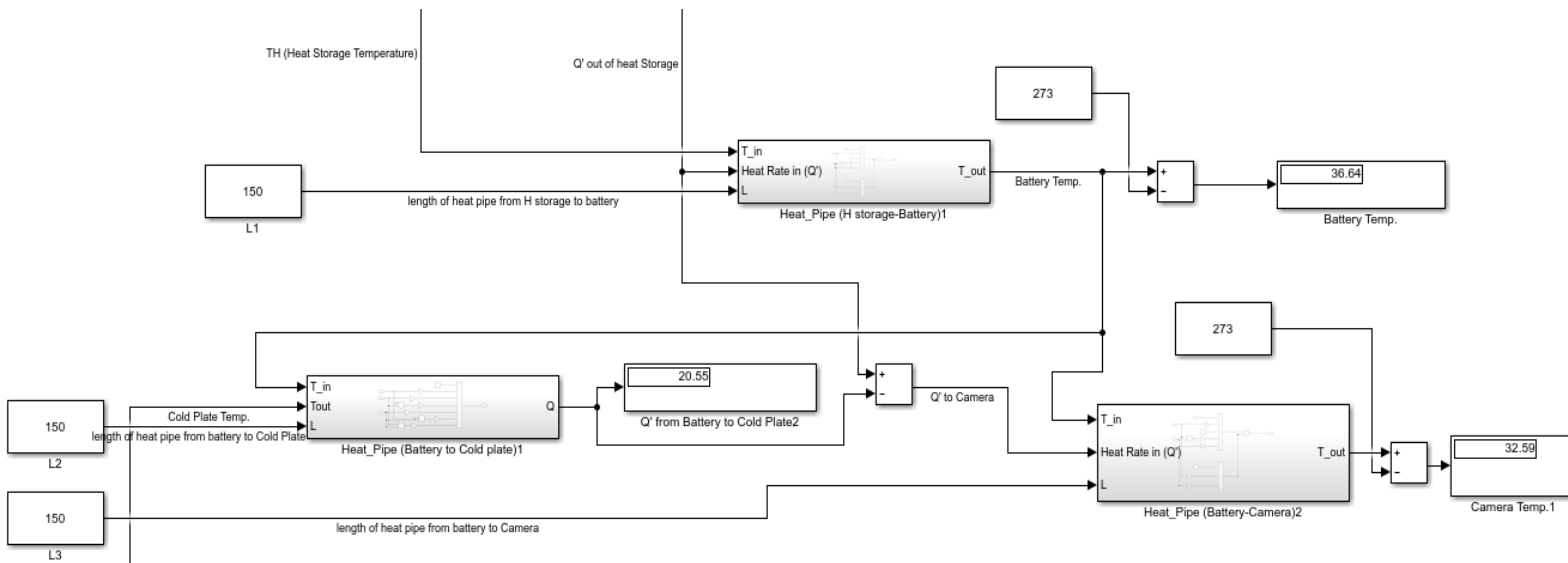 TH (Heat Storage Temperature)
Q' out of heat Storage
273
T_in
Heat Rate in (Q')
L
T_out
Heat_Pipe (H storage-Battery)1
150
L1
length of heat pipe from H storage to battery
Battery Temp.
+
−
36.64
Battery Temp.
273
T_in
Tout
L
Q
Heat_Pipe (Battery to Cold plate)1
Cold Plate Temp.
150
length of heat pipe from battery to Cold Plate
L2
20.55
Q' from Battery to Cold Plate2
+
−
Q' to Camera
T_in
Heat Rate in (Q')
L
T_out
Heat_Pipe (Battery-Camera)2
+
−
32.59
Camera Temp.1
150
L3
length of heat pipe from battery to Camera